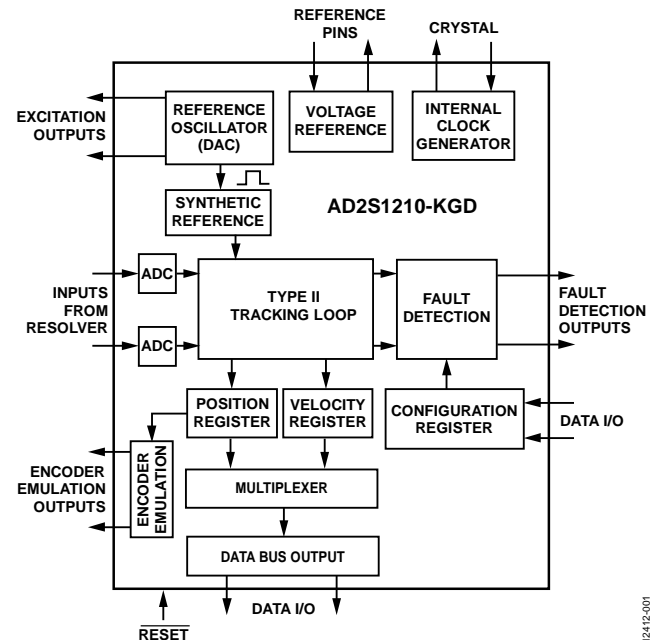 REFERENCE
PINS
CRYSTAL
EXCITATION
OUTPUTS
REFERENCE
OSCILLATOR
(DAC)
VOLTAGE
REFERENCE
INTERNAL
CLOCK
GENERATOR
SYNTHETIC
REFERENCE
AD2S1210-KGD
INPUTS
FROM
RESOLVER
ADC
ADC
TYPE II
TRACKING LOOP
FAULT
DETECTION
FAULT
DETECTION
OUTPUTS
POSITION
REGISTER
VELOCITY
REGISTER
CONFIGURATION
REGISTER
DATA I/O
ENCODER
EMULATION
OUTPUTS
ENCODER
EMULATION
MULTIPLEXER
DATA BUS OUTPUT
DATA I/O
RESET
12412-001